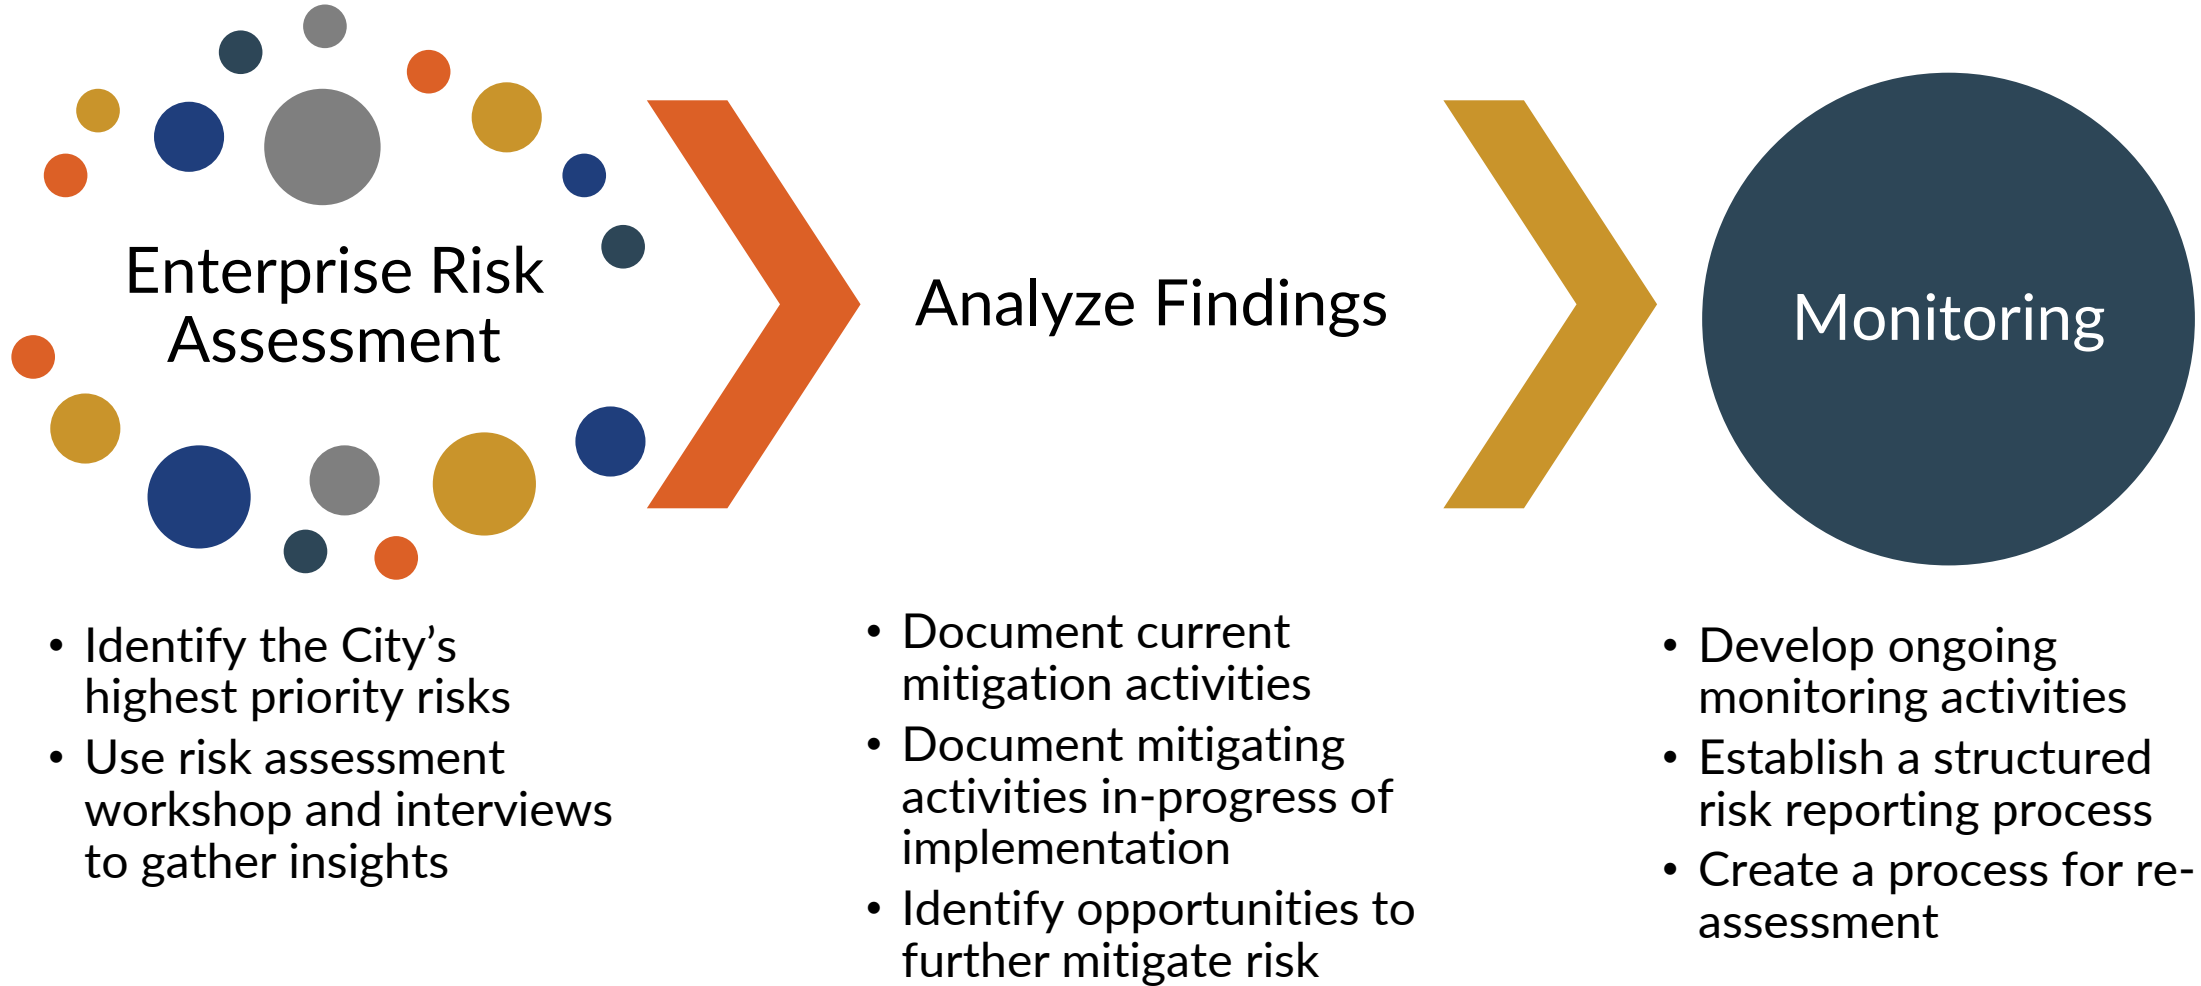 Enterprise Risk
Assessment
Analyze Findings
Monitoring
• Identify the City’s
highest priority risks
• Use risk assessment
workshop and interviews
to gather insights
• Document current
mitigation activities
• Document mitigating
activities in-progress of
implementation
• Identify opportunities to
further mitigate risk
• Develop ongoing
monitoring activities
• Establish a structured
risk reporting process
• Create a process for re-
assessment